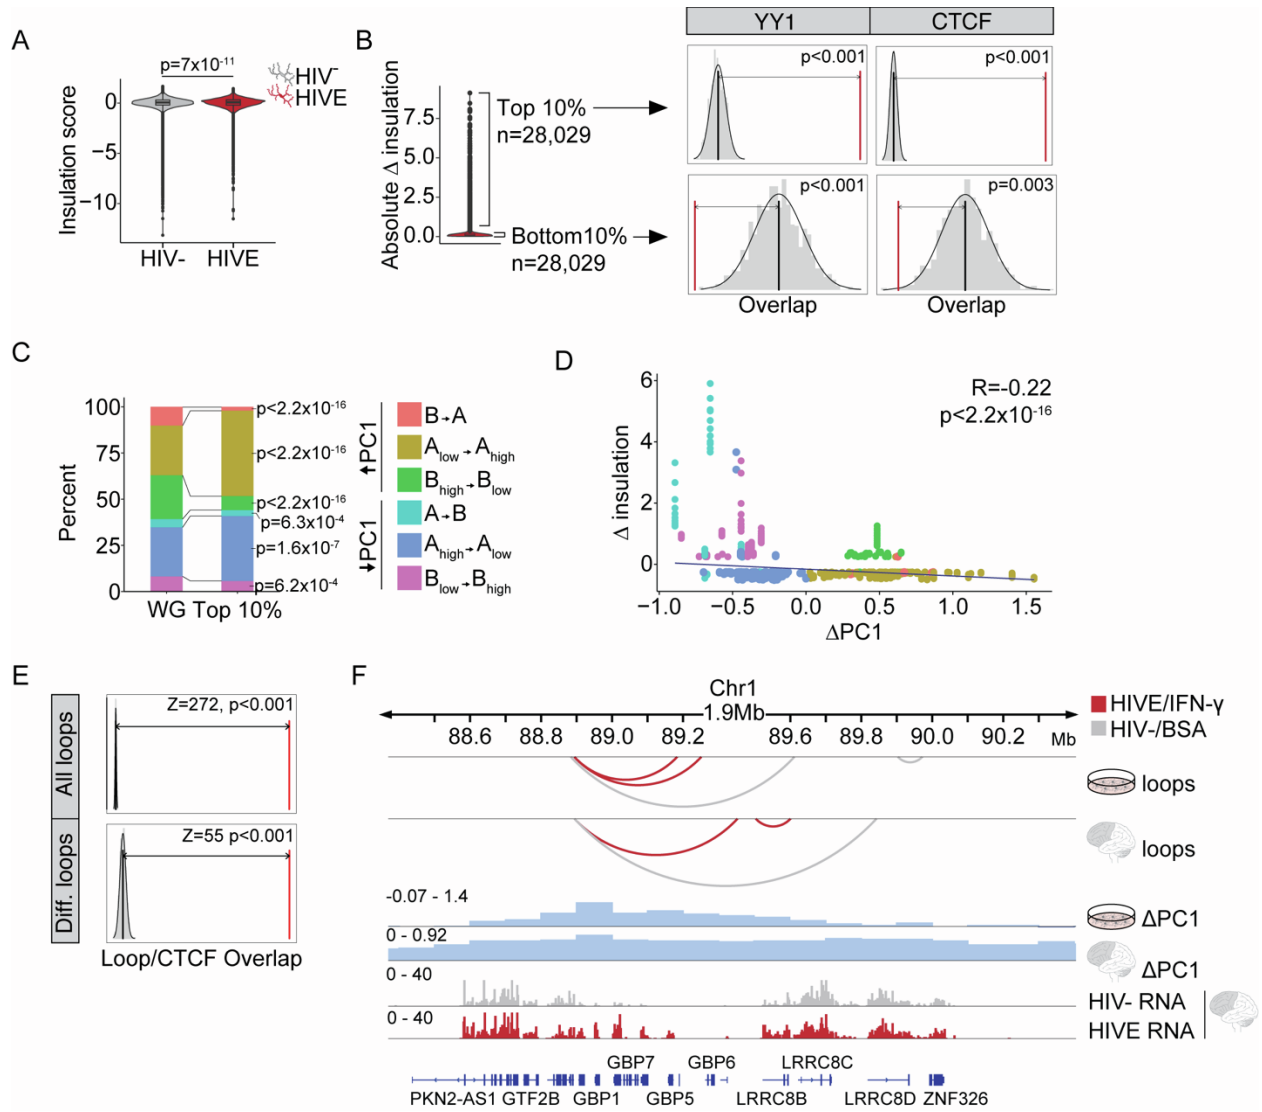 A
p=7x10-11
HIV-
HIVE
Insulation score
0
−5
−10
HIV-
HIVE
B
Absolute Δ insulation
7.5
5.0
2.5
0.0
Top 10%
n=28,029
Bottom10%
n=28,029
YY1
CTCF
p<0.001
p<0.001
p<0.001
p=0.003
Overlap
Overlap
C
Percent
100
75
50
25
0
WG Top 10%
p<2.2x10-16
p<2.2x10-16
p<2.2x10-16
p=6.3x10-4
p=1.6x10-7
p=6.2x10-4
PC1
PC1
B→A
Alow→Ahigh
Bhigh→Blow
A→B
Ahigh→Alow
Blow→Bhigh
D
Δ insulation
6
4
2
0
R=-0.22
p<2.2x10-16
−1.0 −0.5 0.0 0.5 1.0 1.5
ΔPC1
E
All loops
Z=272, p<0.001
Diff. loops
Z=55 p<0.001
Loop/CTCF Overlap
F
Chr1
1.9Mb
88.6 88.8 89.0 89.2 89.6 89.8 90.0 90.2 Mb
HIVE/IFN-γ
HIV-/BSA
loops
loops
-0.07 - 1.4
ΔPC1
0 - 0.92
ΔPC1
0 - 40
HIV- RNA
0 - 40
HIVE RNA
GBP7 GBP6 LRRC8C
PKN2-AS1 GTF2B GBP1 GBP5 LRRC8B LRRC8D ZNF326